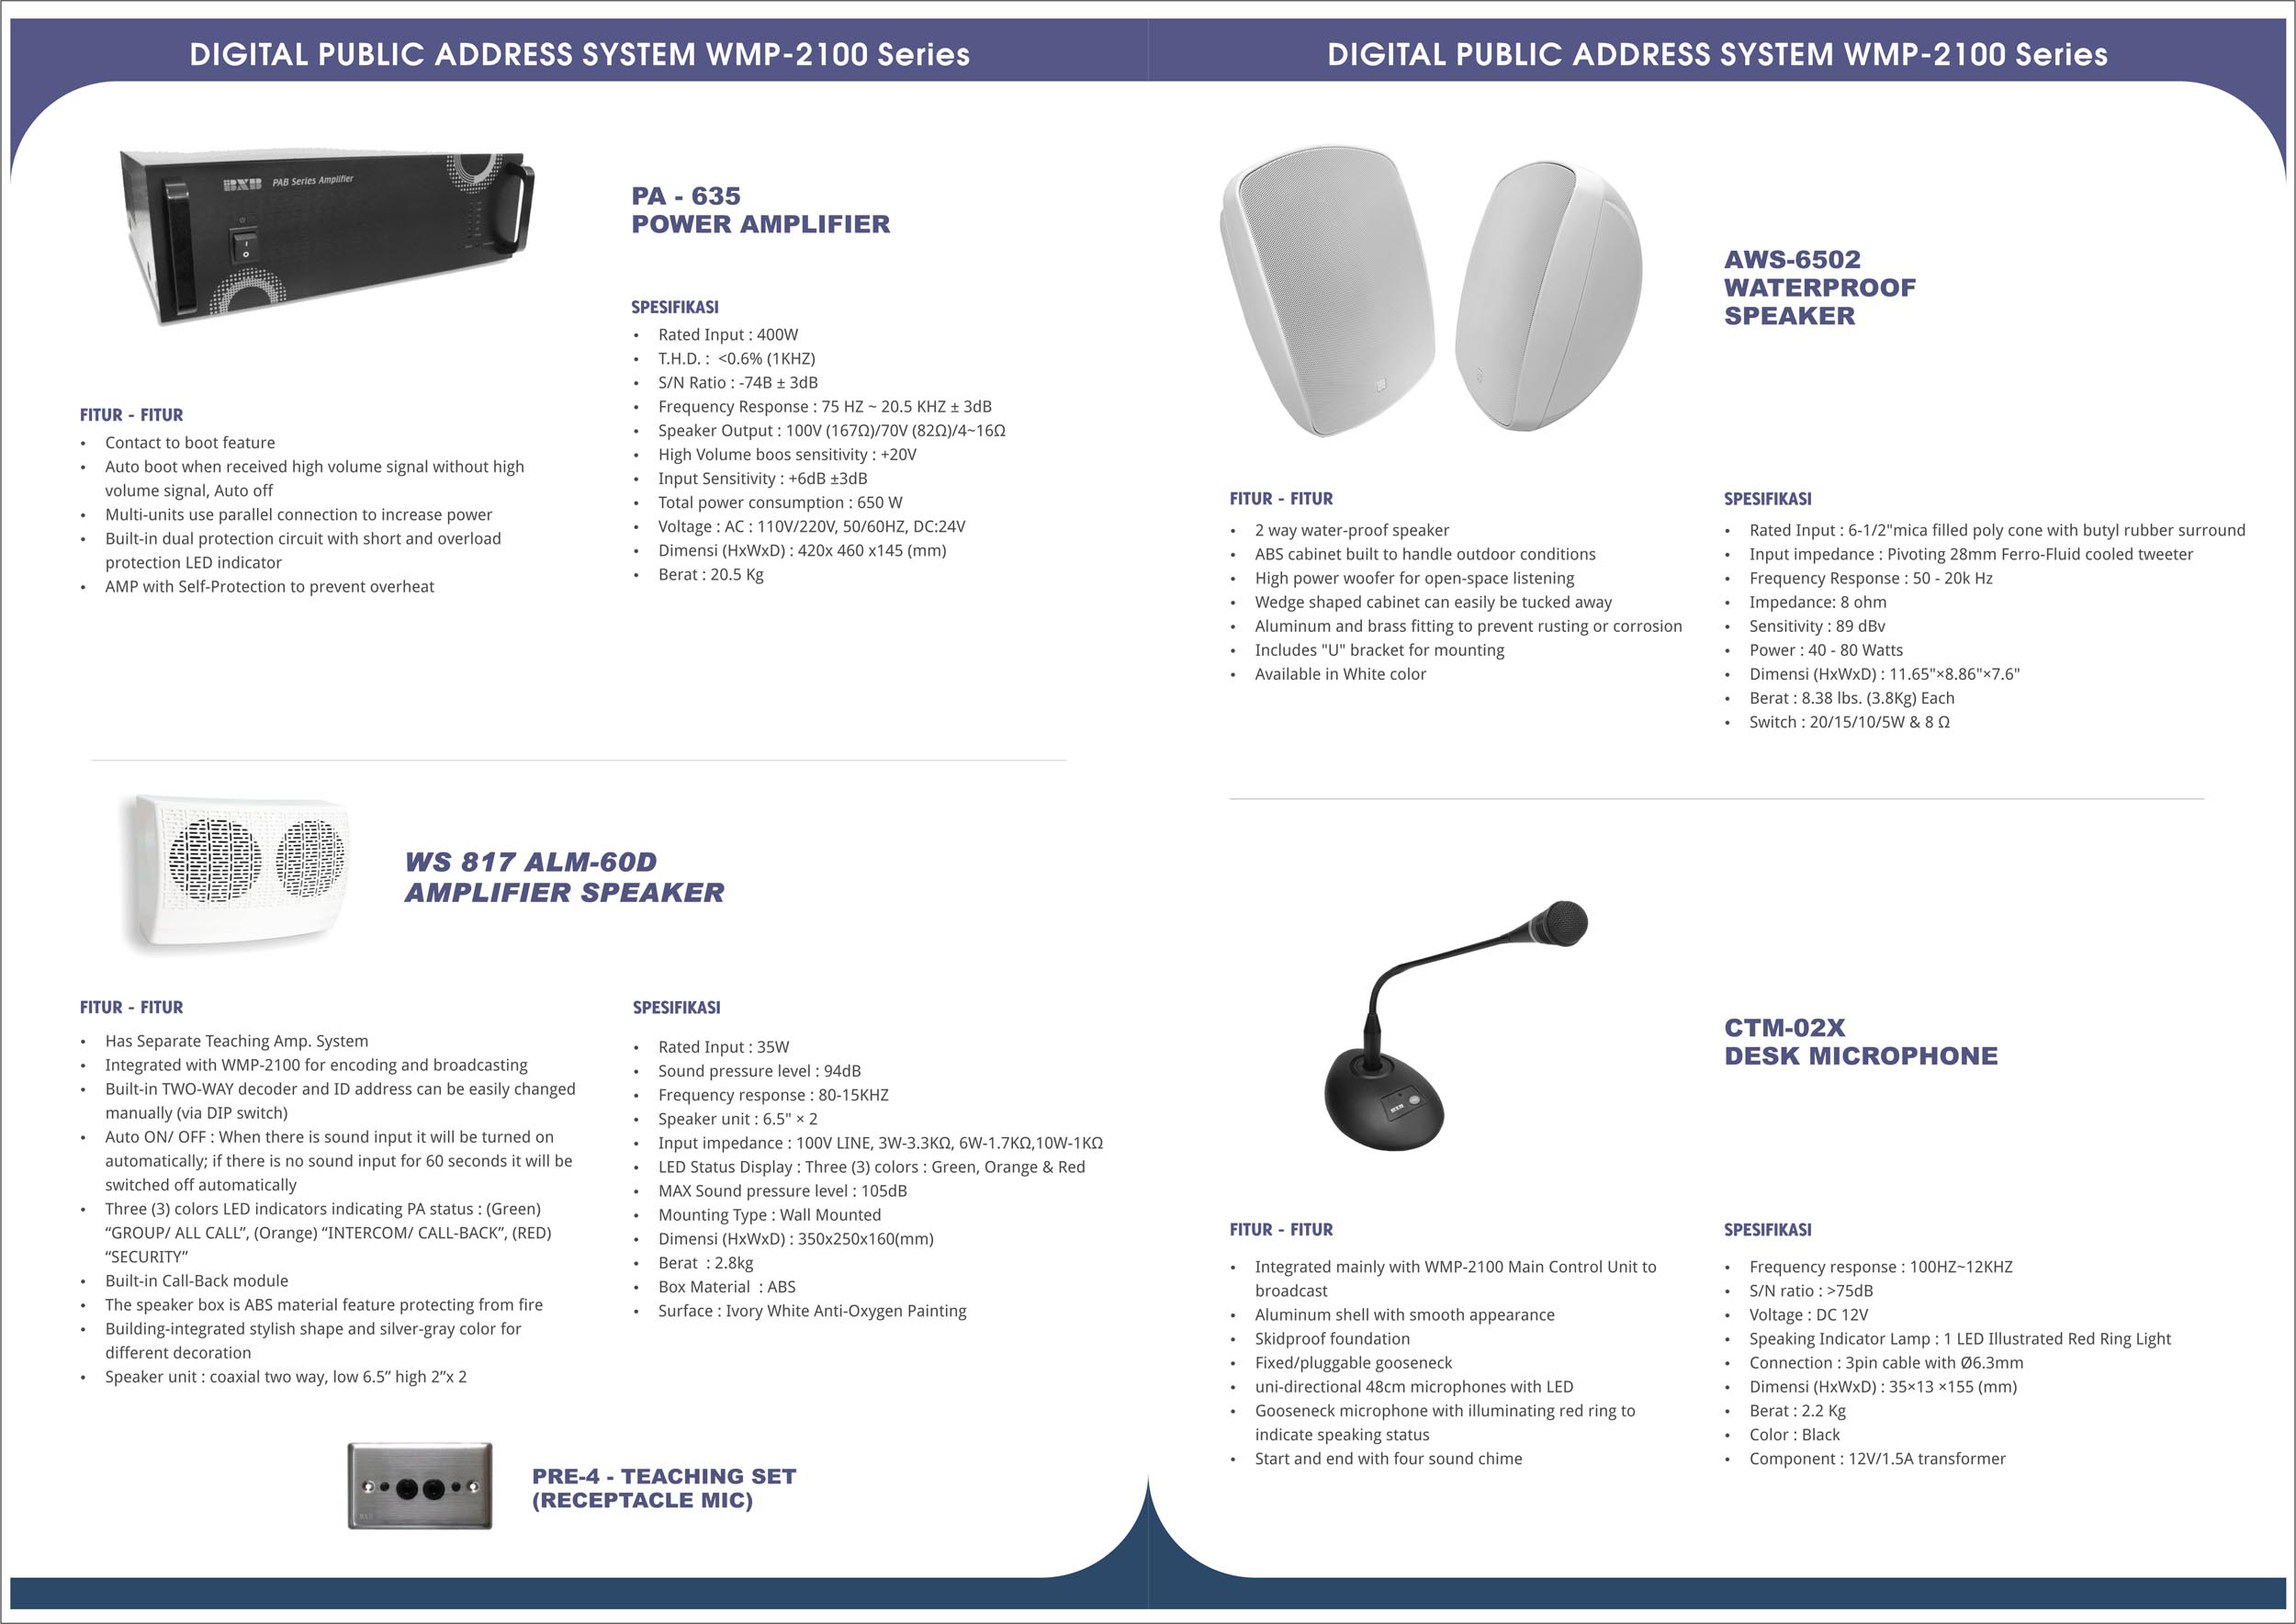 DIGITAL PUBLIC ADDRESS SYSTEM WMP-2100 Series
BXB PAB Series Amplifier
PA - 635
POWER AMPLIFIER
SPESIFIKASI
• Rated Input : 400W
• T.H.D. : <0.6% (1KHZ)
• S/N Ratio : -74B ± 3dB
• Frequency Response : 75 HZ ~ 20.5 KHZ ± 3dB
• Speaker Output : 100V (167Ω)/70V (82Ω)/4~16Ω
• High Volume boos sensitivity : +20V
• Input Sensitivity : +6dB ±3dB
• Total power consumption : 650 W
• Voltage : AC : 110V/220V, 50/60HZ, DC:24V
• Dimensi (HxWxD) : 420x 460 x145 (mm)
• Berat : 20.5 Kg
FITUR - FITUR
• Contact to boot feature
• Auto boot when received high volume signal without high
volume signal, Auto off
• Multi-units use parallel connection to increase power
• Built-in dual protection circuit with short and overload
protection LED indicator
• AMP with Self-Protection to prevent overheat
WS 817 ALM-60D
AMPLIFIER SPEAKER
FITUR - FITUR
• Has Separate Teaching Amp. System
• Integrated with WMP-2100 for encoding and broadcasting
• Built-in TWO-WAY decoder and ID address can be easily changed
manually (via DIP switch)
• Auto ON/ OFF : When there is sound input it will be turned on
automatically; if there is no sound input for 60 seconds it will be
switched off automatically
• Three (3) colors LED indicators indicating PA status : (Green)
“GROUP/ ALL CALL”, (Orange) “INTERCOM/ CALL-BACK”, (RED)
“SECURITY”
• Built-in Call-Back module
• The speaker box is ABS material feature protecting from fire
• Building-integrated stylish shape and silver-gray color for
different decoration
• Speaker unit : coaxial two way, low 6.5” high 2”x 2
SPESIFIKASI
• Rated Input : 35W
• Sound pressure level : 94dB
• Frequency response : 80-15KHZ
• Speaker unit : 6.5" × 2
• Input impedance : 100V LINE, 3W-3.3KΩ, 6W-1.7KΩ,10W-1KΩ
• LED Status Display : Three (3) colors : Green, Orange & Red
• MAX Sound pressure level : 105dB
• Mounting Type : Wall Mounted
• Dimensi (HxWxD) : 350x250x160(mm)
• Berat : 2.8kg
• Box Material : ABS
• Surface : Ivory White Anti-Oxygen Painting
BXB
PRE-4 - TEACHING SET
(RECEPTACLE MIC)
DIGITAL PUBLIC ADDRESS SYSTEM WMP-2100 Series
AWS-6502
WATERPROOF
SPEAKER
FITUR - FITUR
• 2 way water-proof speaker
• ABS cabinet built to handle outdoor conditions
• High power woofer for open-space listening
• Wedge shaped cabinet can easily be tucked away
• Aluminum and brass fitting to prevent rusting or corrosion
• Includes "U" bracket for mounting
• Available in White color
SPESIFIKASI
• Rated Input : 6-1/2"mica filled poly cone with butyl rubber surround
• Input impedance : Pivoting 28mm Ferro-Fluid cooled tweeter
• Frequency Response : 50 - 20k Hz
• Impedance: 8 ohm
• Sensitivity : 89 dBv
• Power : 40 - 80 Watts
• Dimensi (HxWxD) : 11.65"×8.86"×7.6"
• Berat : 8.38 lbs. (3.8Kg) Each
• Switch : 20/15/10/5W & 8 Ω
BXB
CTM-02X
DESK MICROPHONE
FITUR - FITUR
• Integrated mainly with WMP-2100 Main Control Unit to
broadcast
• Aluminum shell with smooth appearance
• Skidproof foundation
• Fixed/pluggable gooseneck
• uni-directional 48cm microphones with LED
• Gooseneck microphone with illuminating red ring to
indicate speaking status
• Start and end with four sound chime
SPESIFIKASI
• Frequency response : 100HZ~12KHZ
• S/N ratio : >75dB
• Voltage : DC 12V
• Speaking Indicator Lamp : 1 LED Illustrated Red Ring Light
• Connection : 3pin cable with Ø6.3mm
• Dimensi (HxWxD) : 35×13 ×155 (mm)
• Berat : 2.2 Kg
• Color : Black
• Component : 12V/1.5A transformer